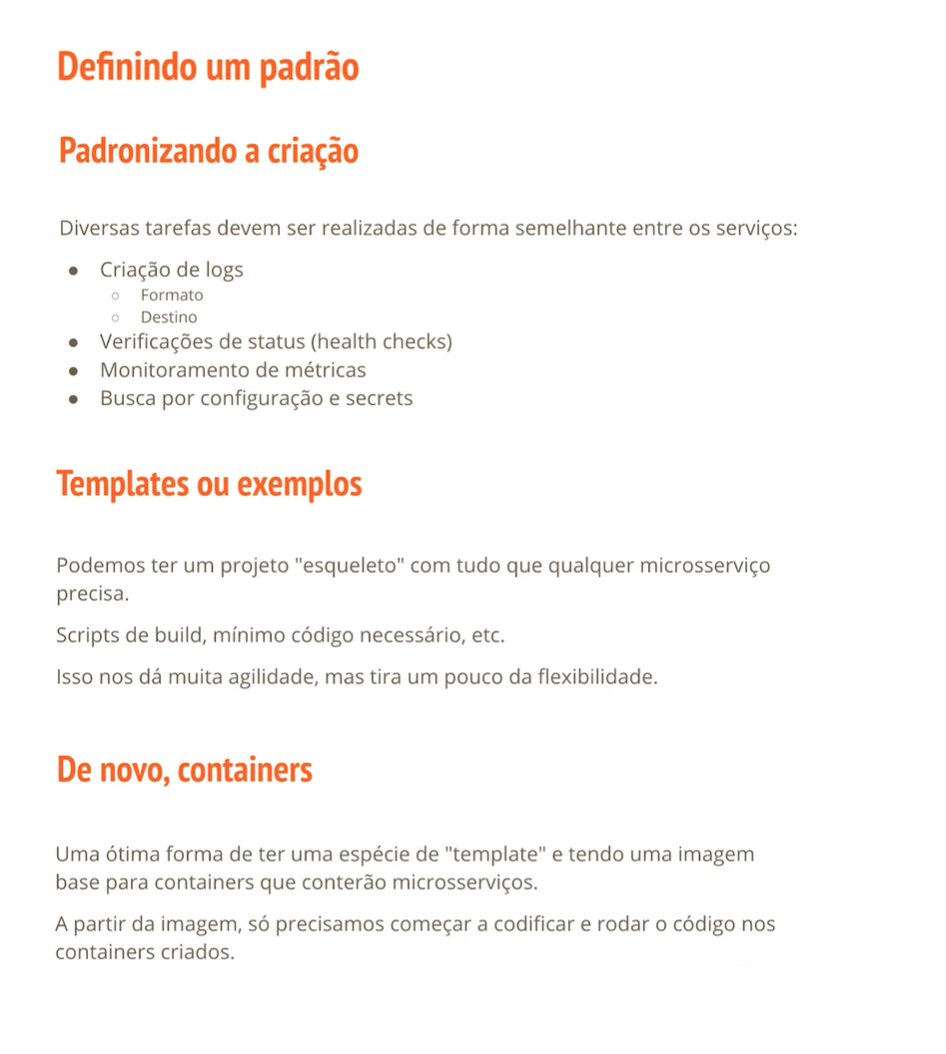 Definindo um padrão
Padronizando a criação
Diversas tarefas devem ser realizadas de forma semelhante entre os serviços:
● Criação de logs
○ Formato
○ Destino
● Verificações de status (health checks)
● Monitoramento de métricas
● Busca por configuração e secrets
Templates ou exemplos
Podemos ter um projeto "esqueleto" com tudo que qualquer microsserviço
precisa.
Scripts de build, mínimo código necessário, etc.
Isso nos dá muita agilidade, mas tira um pouco da flexibilidade.
De novo, containers
Uma ótima forma de ter uma espécie de "template" e tendo uma imagem
base para containers que conterão microsserviços.
A partir da imagem, só precisamos começar a codificar e rodar o código nos
containers criados.